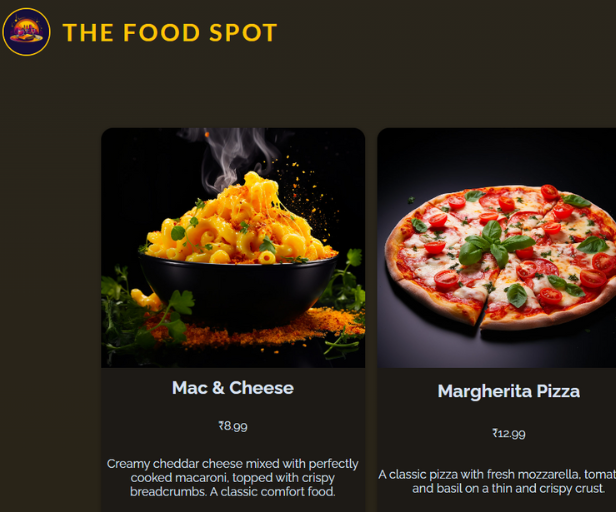 THE FOOD SPOT
Mac & Cheese
₹8.99
Creamy cheddar cheese mixed with perfectly
cooked macaroni, topped with crispy
breadcrumbs. A classic comfort food.
Margherita Pizza
₹12.99
A classic pizza with fresh mozzarella, tomat
and basil on a thin and crispy crust.